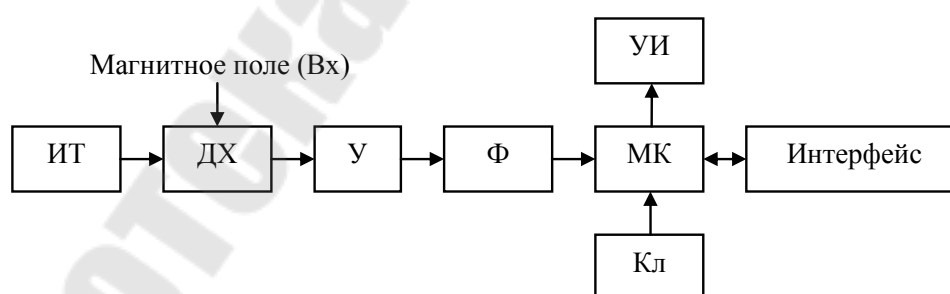 УИ
Магнитное поле (Вх)
ИТ
ДХ
У
Ф
МК
Интерфейс
Кл